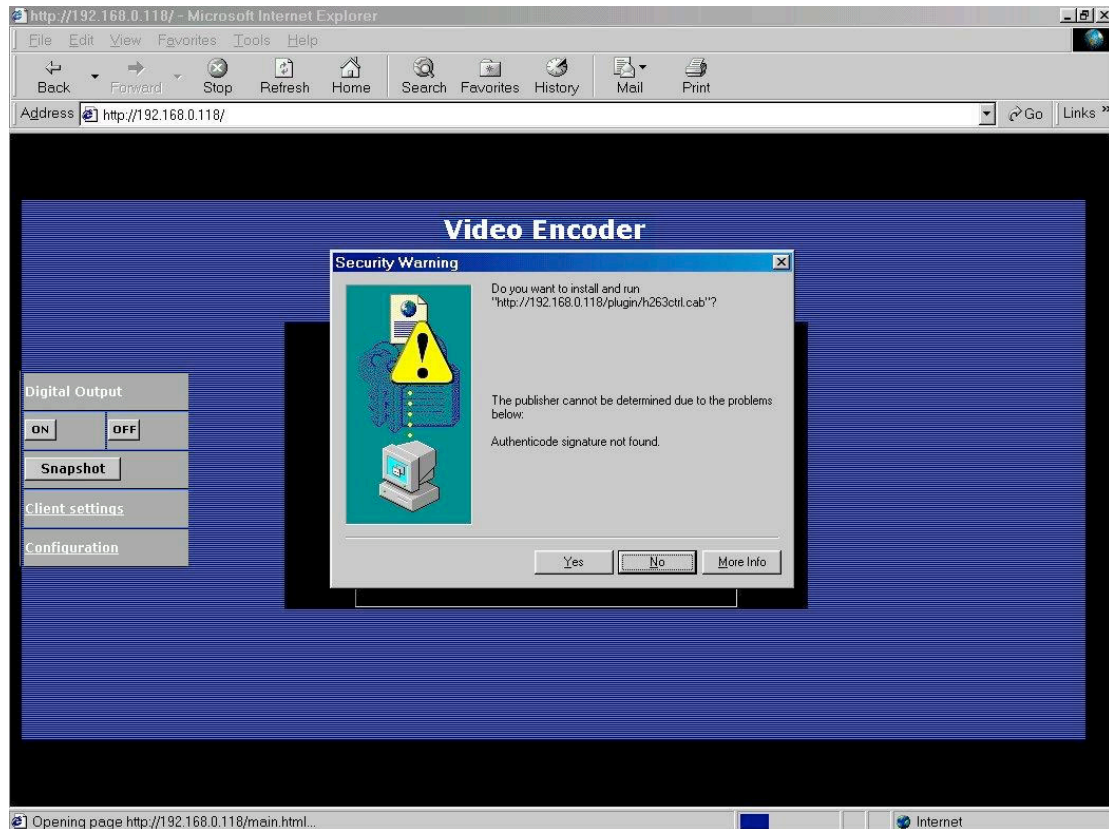 http://192.168.0.118/ - Microsoft Internet Explorer
File Edit View Favorites Tools Help
Back Forward Stop Refresh Home Search Favorites History Mail Print
Address http://192.168.0.118/ Go Links »
Video Encoder
Security Warning
Do you want to install and run
"http://192.168.0.118/plugin/h263ctrl.cab"?
The publisher cannot be determined due to the problems
below:
Authenticode signature not found.
Yes No More Info
Digital Output
ON OFF
Snapshot
Client settings
Configuration
Opening page http://192.168.0.118/main.html... Internet